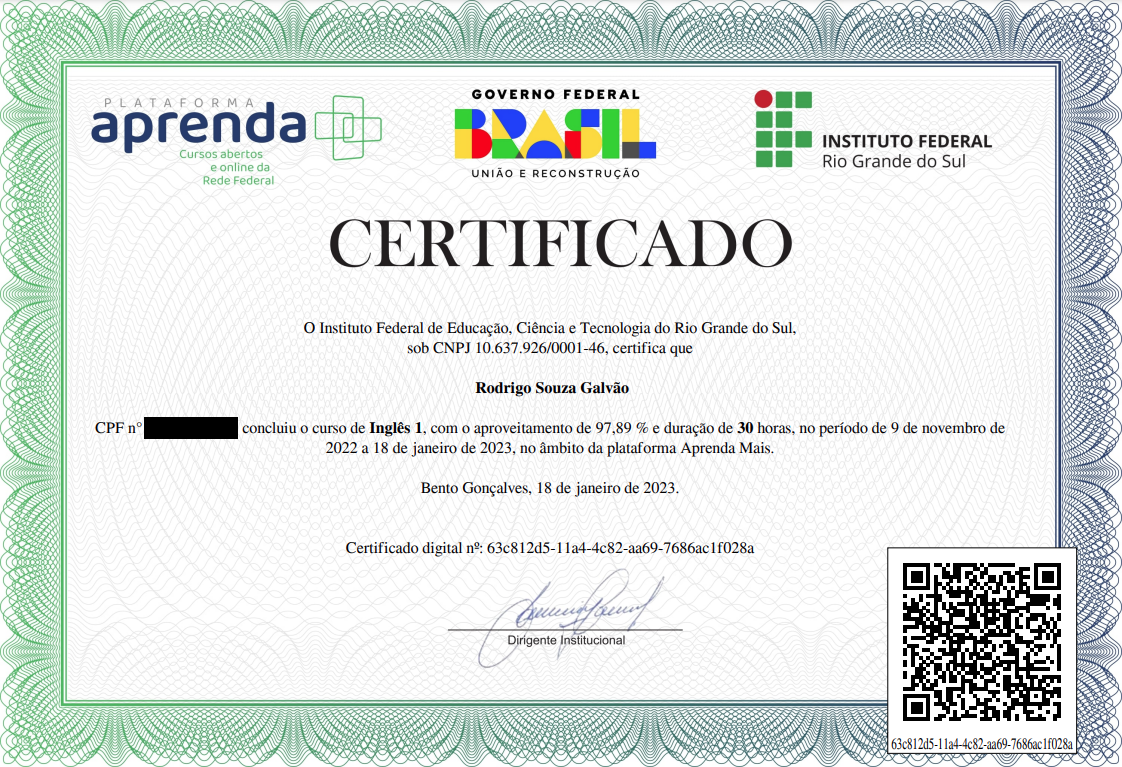 PLATAFORMA
aprenda
Cursos abertos
e online da
Rede Federal
GOVERNO FEDERAL
BRASIL
UNIÃO E RECONSTRUÇÃO
INSTITUTO FEDERAL
Rio Grande do Sul
CERTIFICADO
O Instituto Federal de Educação, Ciência e Tecnologia do Rio Grande do Sul,
sob CNPJ 10.637.926/0001-46, certifica que
Rodrigo Souza Galvão
CPF n° concluiu o curso de Inglês 1, com o aproveitamento de 97,89 % e duração de 30 horas, no período de 9 de novembro de
2022 a 18 de janeiro de 2023, no âmbito da plataforma Aprenda Mais.
Bento Gonçalves, 18 de janeiro de 2023.
Certificado digital nº: 63c812d5-11a4-4c82-aa69-7686ac1f028a
Dirigente Institucional
63c812d5-11a4-4c82-aa69-7686ac1f028a